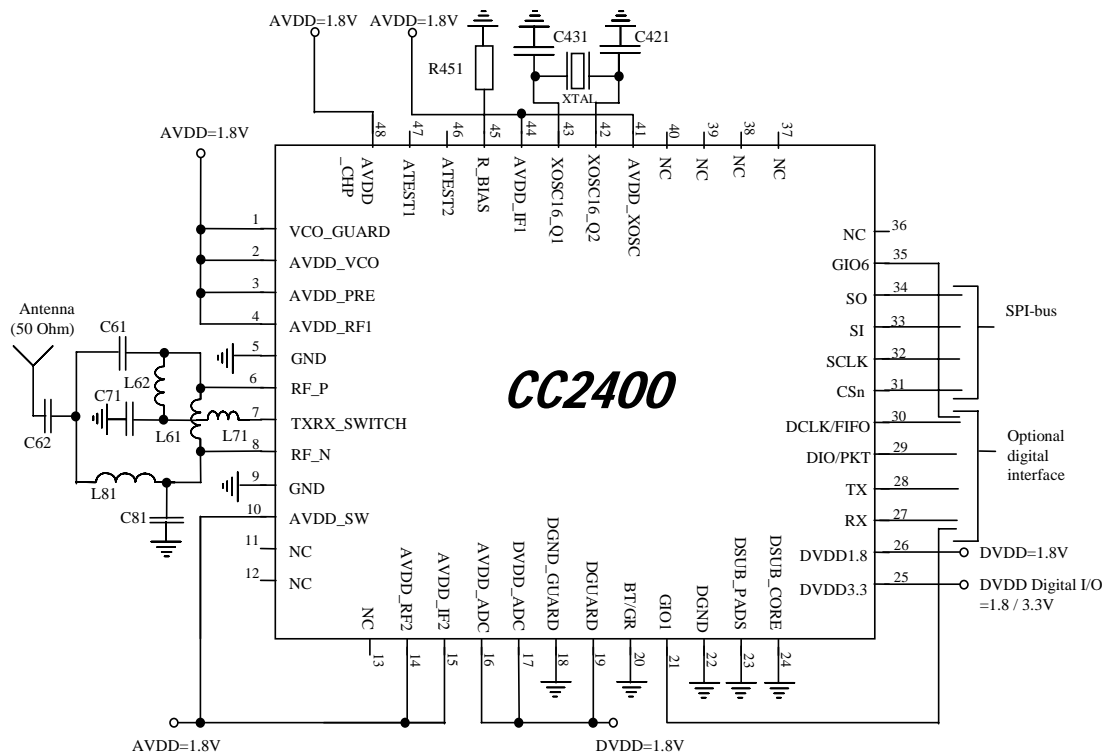 AVDD=1.8V
AVDD=1.8V
C431
C421
R451
XTAL
AVDD=1.8V
48
47
46
45
44
43
42
41
40
39
38
37
AVDD
_CHP
ATEST1
ATEST2
R_BIAS
AVDD_IF1
XOSC16_Q1
XOSC16_Q2
AVDD_XOSC
NC
NC
NC
NC
1
VCO_GUARD
2
AVDD_VCO
3
AVDD_PRE
4
AVDD_RF1
5
GND
6
RF_P
7
TXRX_SWITCH
8
RF_N
9
GND
10
AVDD_SW
11
NC
12
NC
Antenna
(50 Ohm)
C61
L62
C71
C62
L61
L71
L81
C81
CC2400
NC
36
GIO6
35
SO
34
SI
33
SCLK
32
CSn
31
DCLK/FIFO
30
DIO/PKT
29
TX
28
RX
27
DVDD1.8
26
DVDD3.3
25
SPI-bus
Optional
digital
interface
DVDD=1.8V
DVDD Digital I/O
=1.8 / 3.3V
NC
AVDD_RF2
AVDD_IF2
AVDD_ADC
DVDD_ADC
DGND_GUARD
DGUARD
BT/GR
GIO1
DGND
DSUB_PADS
DSUB_CORE
13
14
15
16
17
18
19
20
21
22
23
24
AVDD=1.8V
DVDD=1.8V